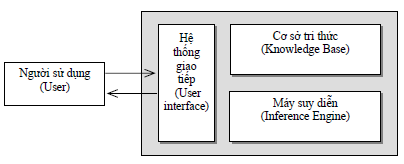 Người sử dụng
(User)
Hệ
thống
giao
tiếp
(User
interface)
Cơ sở tri thức
(Knowledge Base)
Máy suy diễn
(Inference Engine)